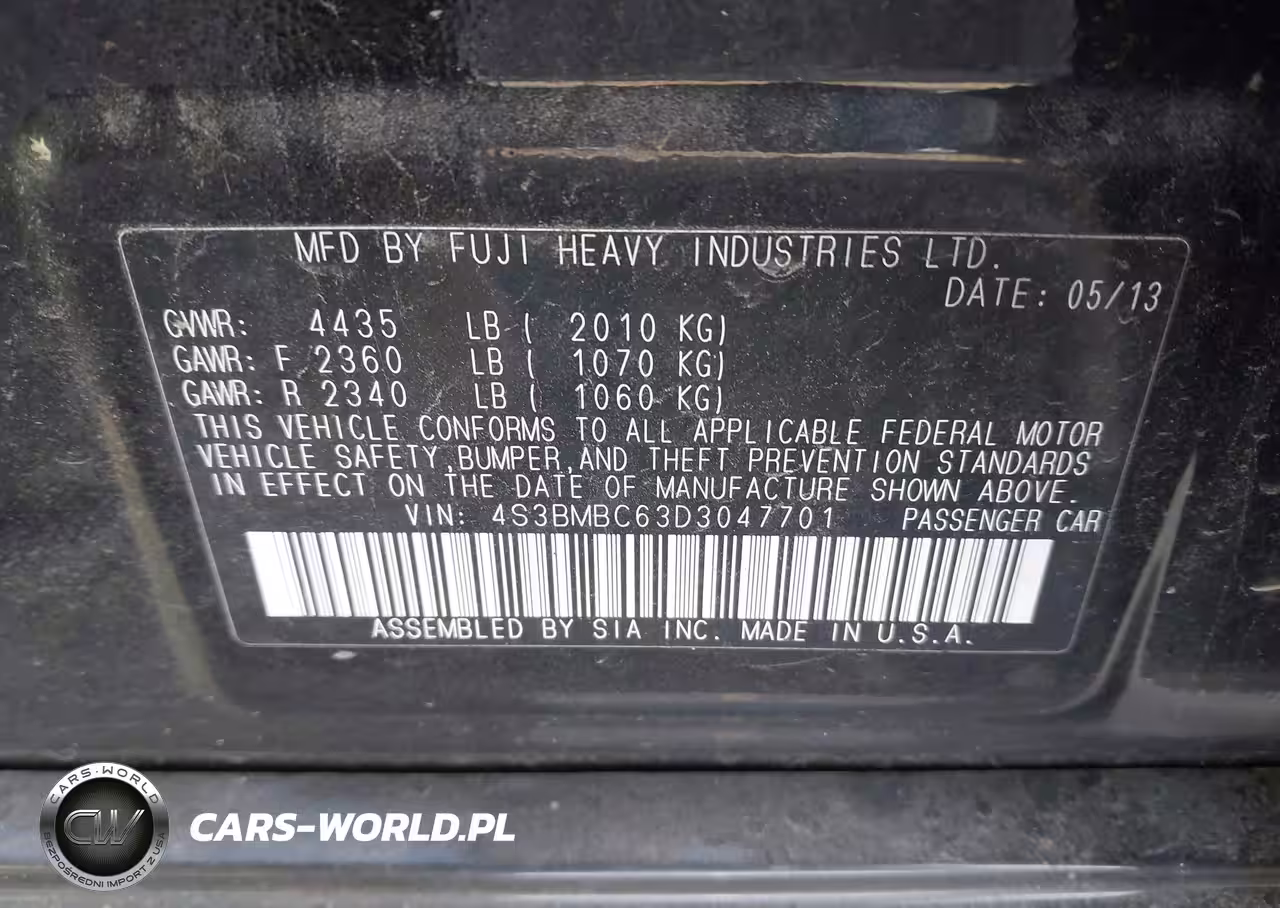 MFD BY FUJI HEAVY INDUSTRIES LTD.
DATE: 05/13
GVWR: 4435 LB ( 2010 KG)
GAWR: F 2360 LB ( 1070 KG)
GAWR: R 2340 LB ( 1060 KG)
THIS VEHICLE CONFORMS TO ALL APPLICABLE FEDERAL MOTOR
VEHICLE SAFETY,BUMPER,AND THEFT PREVENTION STANDARDS
IN EFFECT ON THE DATE OF MANUFACTURE SHOWN ABOVE.
VIN: 4S3BMBC63D3047701 PASSENGER CAR
ASSEMBLED BY SIA INC. MADE IN U.S.A.
CARS-WORLD
CW
BEZPOŚREDNI IMPORT Z USA
CARS-WORLD.PL